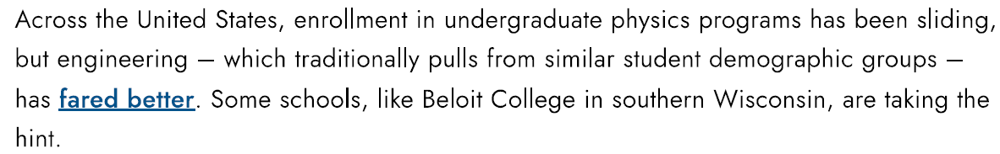 Across the United States, enrollment in undergraduate physics programs has been sliding,
but engineering — which traditionally pulls from similar student demographic groups —
has fared better. Some schools, like Beloit College in southern Wisconsin, are taking the
hint.